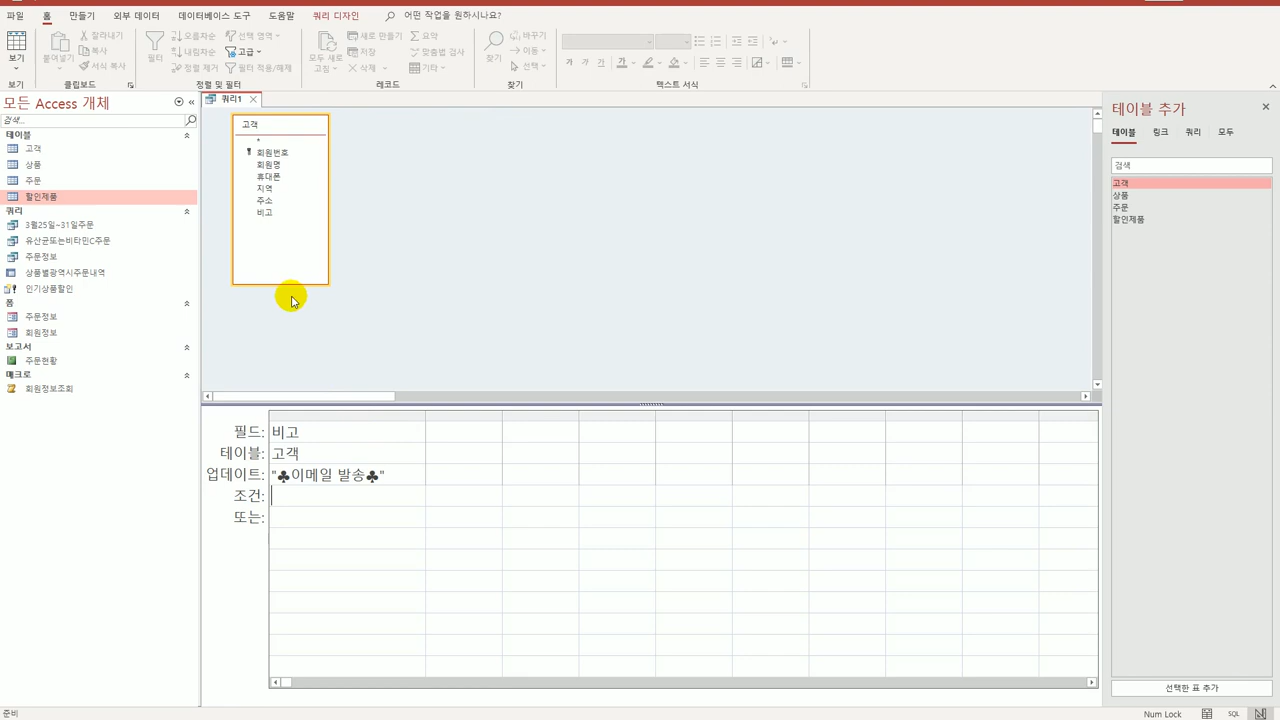 파일 홈 만들기 외부 데이터 데이터베이스 도구 도움말 쿼리 디자인 어떤 작업을 원하시나요?
보기
붙여넣기
잘라내기
복사
서식 복사
필터
오름차순
내림차순
정렬 제거
선택 영역
고급
필터 적용/해제
모두 새로 고침
새로 만들기
저장
삭제
요약
맞춤법 검사
기타
찾기
바꾸기
이동
선택
가 가 가 가 가
보기 클립보드 정렬 및 필터 레코드 찾기 텍스트 서식
모든 Access 개체
검색...
테이블
고객
상품
주문
할인제품
쿼리
3월25일~31일주문
유산균또는비타민C주문
주문정보
상품별광역시주문내역
인기상품할인
폼
주문정보
회원정보
보고서
주문현황
매크로
회원정보조회
쿼리1
고객
*
회원번호
회원명
휴대폰
지역
주소
비고
필드: 비고
테이블: 고객
업데이트: "♣이메일 발송♣"
조건:
또는:
테이블 추가
테이블 링크 쿼리 모두
검색
고객
상품
주문
할인제품
선택한 표 추가
준비
Num Lock
SQL